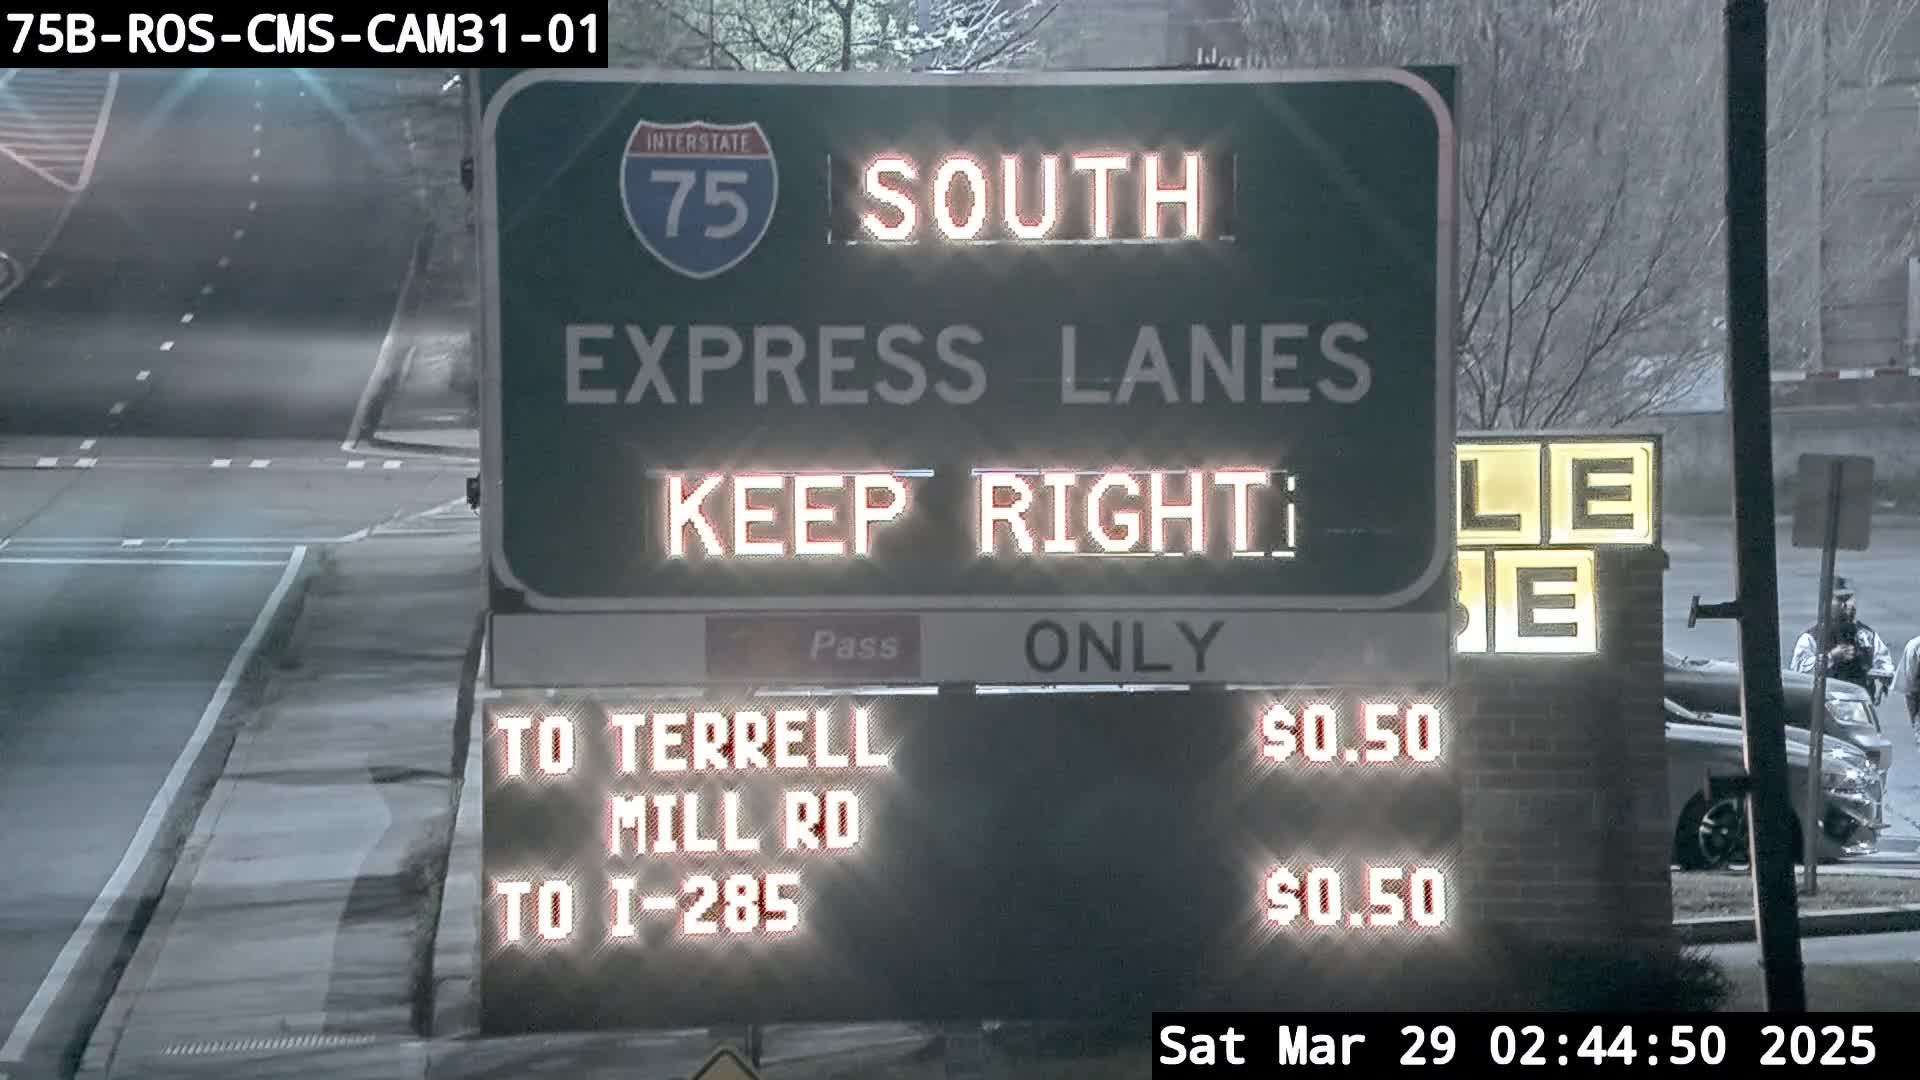 75B-ROS-CMS-CAM31-01
INTERSTATE
75
SOUTH
EXPRESS LANES
KEEP RIGHT
Pass ONLY
TO TERRELL $0.50
MILL RD
TO I-285 $0.50
LE
E
Sat Mar 29 02:44:50 2025